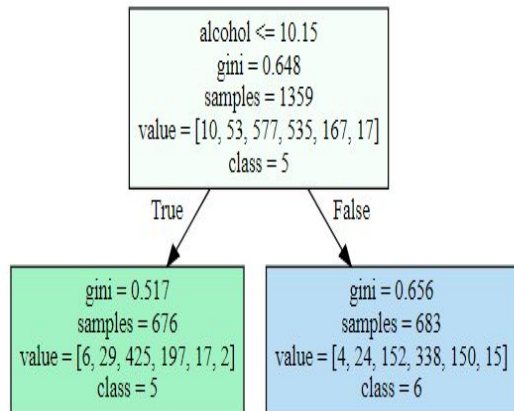 alcohol <= 10.15
gini = 0.648
samples = 1359
value = [10, 53, 577, 535, 167, 17]
class = 5
True
False
gini = 0.517
samples = 676
value = [6, 29, 425, 197, 17, 2]
class = 5
gini = 0.656
samples = 683
value = [4, 24, 152, 338, 150, 15]
class = 6